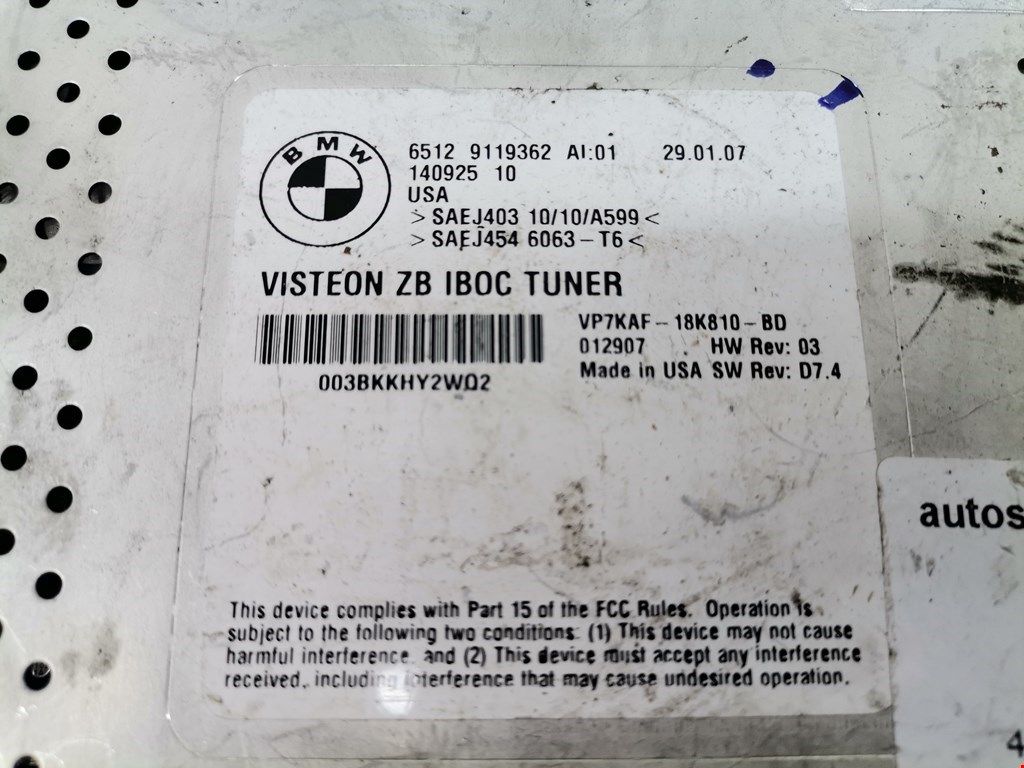 BMW
6512 9119362 AI:01 29.01.07
140925 10
USA
>SAEJ403 10/10/A599<
>SAEJ454 6063-T6<
VISTEON ZB IBOC TUNER
VP7KAF-18K810-BD
012907 HW Rev: 03
Made in USA SW Rev: D7.4
003BKKHY2WQ2
This device complies with Part 15 of the FCC Rules. Operation is
subject to the following two conditions: (1) This device may not cause
harmful interference, and (2) This device must accept any interference
received, including interference that may cause undesired operation.
autos
4